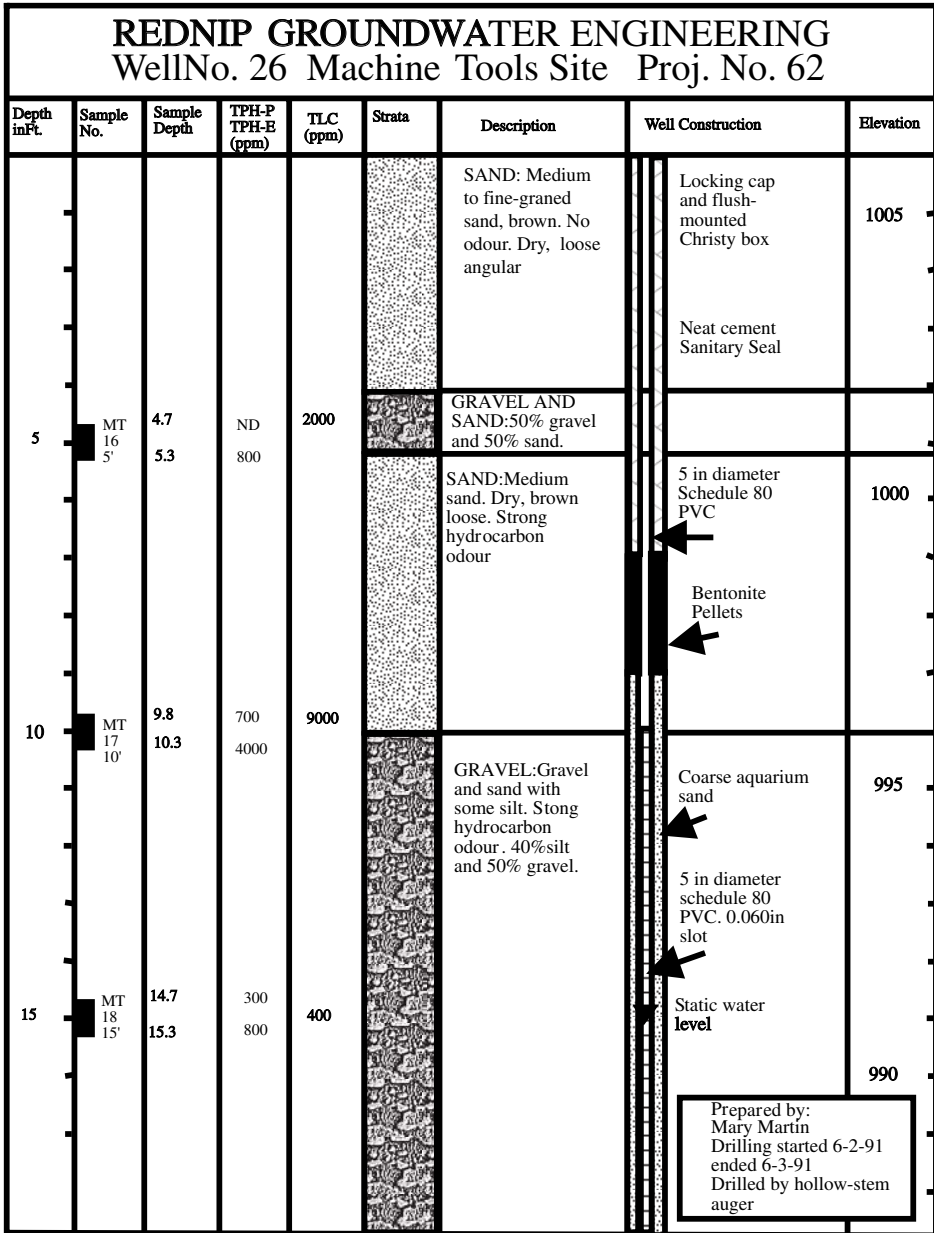 REDNIP GROUNDWATER ENGINEERING
WellNo. 26 Machine Tools Site Proj. No. 62
Depth
inFt.
Sample
No.
Sample
Depth
TPH-P
TPH-E
(ppm)
TLC
(ppm)
Strata
Description
Well Construction
Elevation
SAND: Medium
to fine-graned
sand, brown. No
odour. Dry, loose
angular
Locking cap
and flush-
mounted
Christy box
1005
Neat cement
Sanitary Seal
5
MT
16
5'
4.7
5.3
ND
800
2000
GRAVEL AND
SAND:50% gravel
and 50% sand.
SAND:Medium
sand. Dry, brown
loose. Strong
hydrocarbon
odour
5 in diameter
Schedule 80
PVC
1000
Bentonite
Pellets
10
MT
17
10'
9.8
10.3
700
4000
9000
GRAVEL:Gravel
and sand with
some silt. Stong
hydrocarbon
odour. 40%silt
and 50% gravel.
Coarse aquarium
sand
995
5 in diameter
schedule 80
PVC. 0.060in
slot
15
MT
18
15'
14.7
15.3
300
800
400
Static water
level
990
Prepared by:
Mary Martin
Drilling started 6-2-91
ended 6-3-91
Drilled by hollow-stem
auger